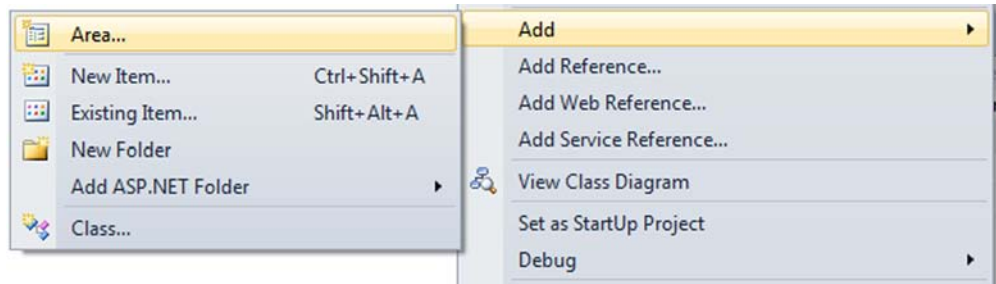 Area...
New Item... Ctrl+Shift+A
Existing Item... Shift+Alt+A
New Folder
Add ASP.NET Folder
Class...
Add
Add Reference...
Add Web Reference...
Add Service Reference...
View Class Diagram
Set as StartUp Project
Debug